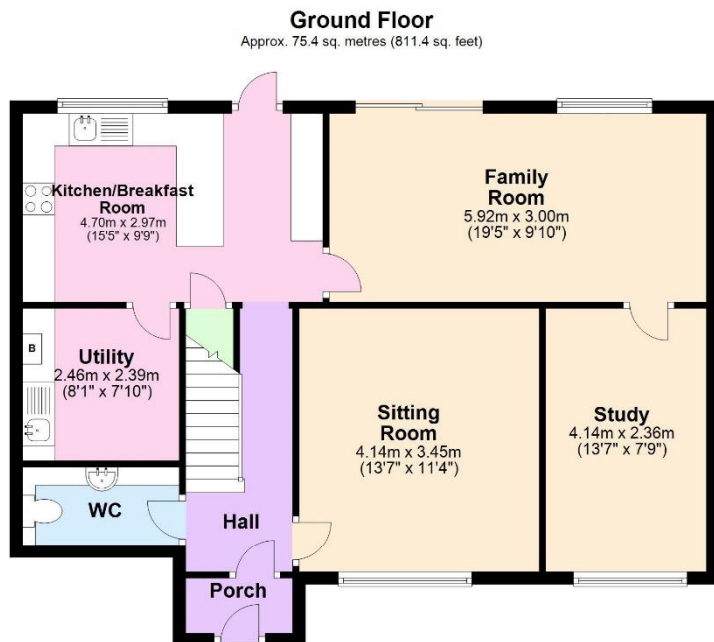 Ground Floor
Approx. 75.4 sq. metres (811.4 sq. feet)
Kitchen/Breakfast
Room
4.70m x 2.97m
(15'5" x 9'9")
Family
Room
5.92m x 3.00m
(19'5" x 9'10")
B
Utility
2.46m x 2.39m
(8'1" x 7'10")
Sitting
Room
4.14m x 3.45m
(13'7" x 11'4")
Study
4.14m x 2.36m
(13'7" x 7'9")
WC
Hall
Porch